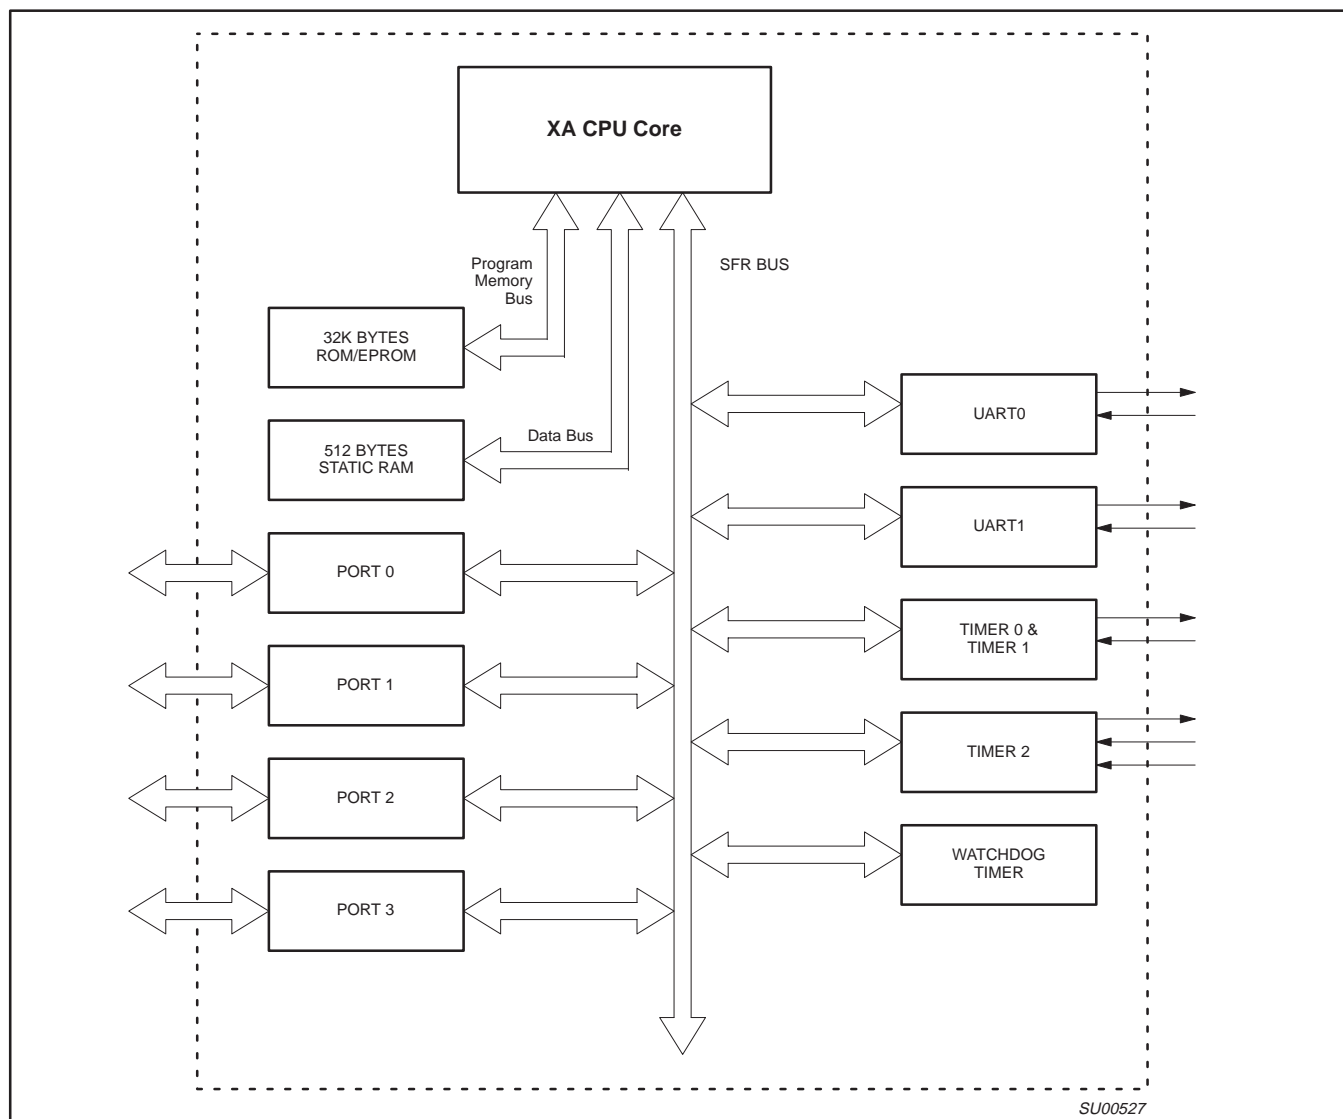 XA CPU Core
Program
Memory
Bus
SFR BUS
32K BYTES
ROM/EPROM
Data Bus
512 BYTES
STATIC RAM
UART0
UART1
PORT 0
TIMER 0 &
TIMER 1
PORT 1
TIMER 2
PORT 2
WATCHDOG
TIMER
PORT 3
SU00527